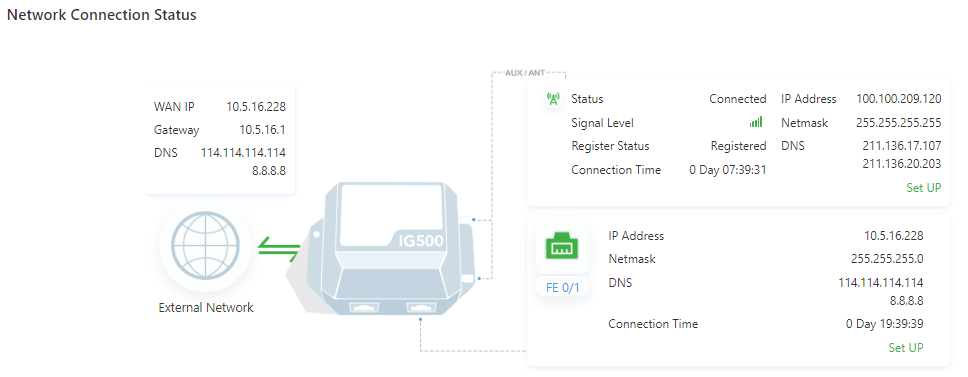 Network Connection Status
AUX / ANT
WAN IP 10.5.16.228
Gateway 10.5.16.1
DNS 114.114.114.114
8.8.8.8
Status Connected IP Address 100.100.209.120
Signal Level Netmask 255.255.255.255
Register Status Registered DNS 211.136.17.107
211.136.20.203
Connection Time 0 Day 07:39:31
Set UP
IG500
External Network
FE 0/1
IP Address 10.5.16.228
Netmask 255.255.255.0
DNS 114.114.114.114
8.8.8.8
Connection Time 0 Day 19:39:39
Set UP